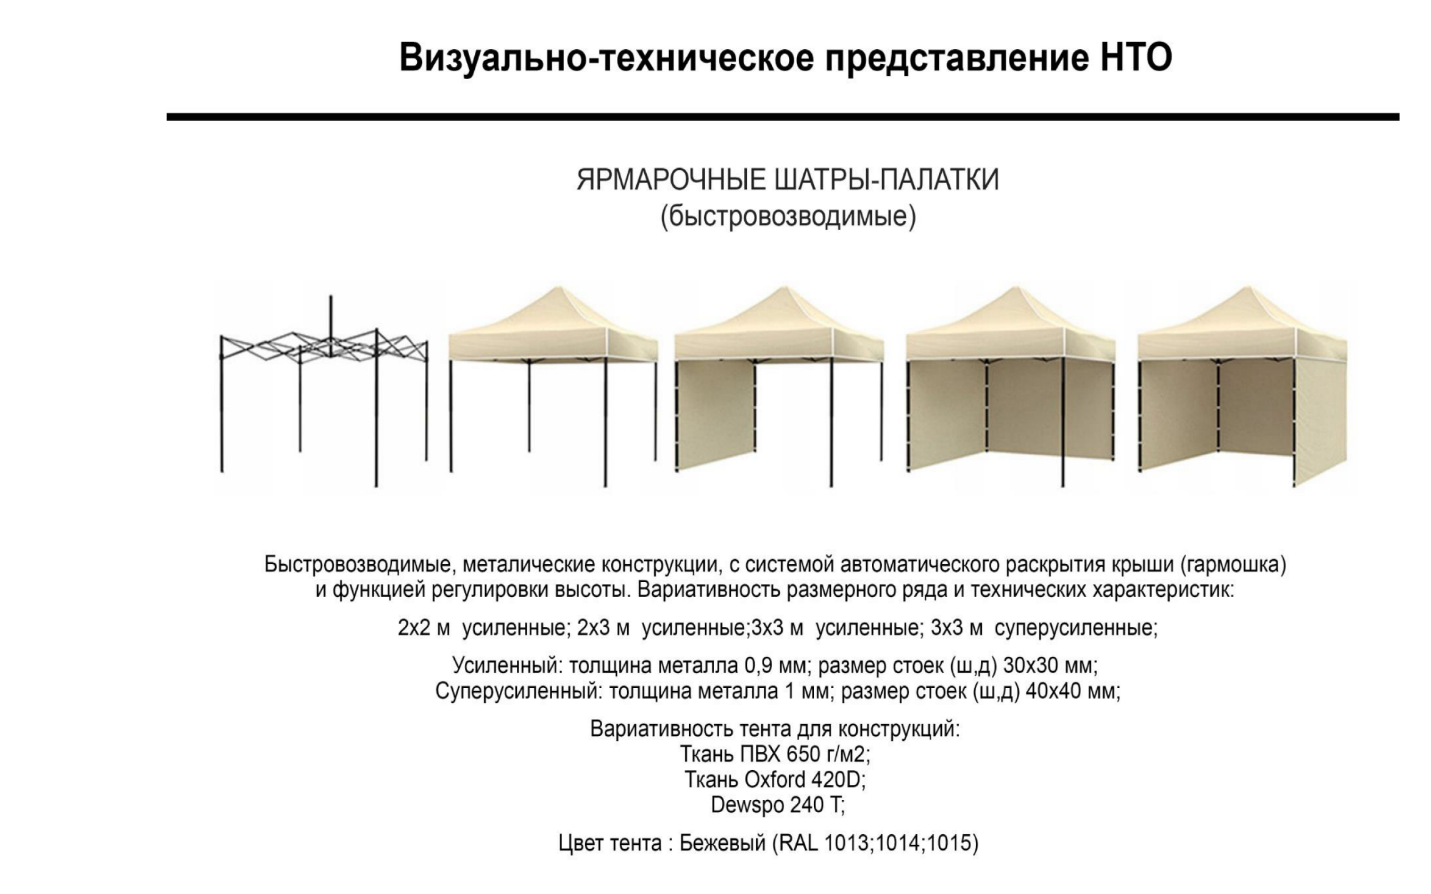 Визуально-техническое представление НТО
ЯРМАРОЧНЫЕ ШАТРЫ-ПАЛАТКИ
(быстровозводимые)
Быстровозводимые, металические конструкции, с системой автоматического раскрытия крыши (гармошка)
и функцией регулировки высоты. Вариативность размерного ряда и технических характеристик:
2х2 м усиленные; 2х3 м усиленные;3х3 м усиленные; 3х3 м суперусиленные;
Усиленный: толщина металла 0,9 мм; размер стоек (ш,д) 30х30 мм;
Суперусиленный: толщина металла 1 мм; размер стоек (ш,д) 40х40 мм;
Вариативность тента для конструкций:
Ткань ПВХ 650 г/м2;
Ткань Oxford 420D;
Dewspo 240 T;
Цвет тента : Бежевый (RAL 1013;1014;1015)